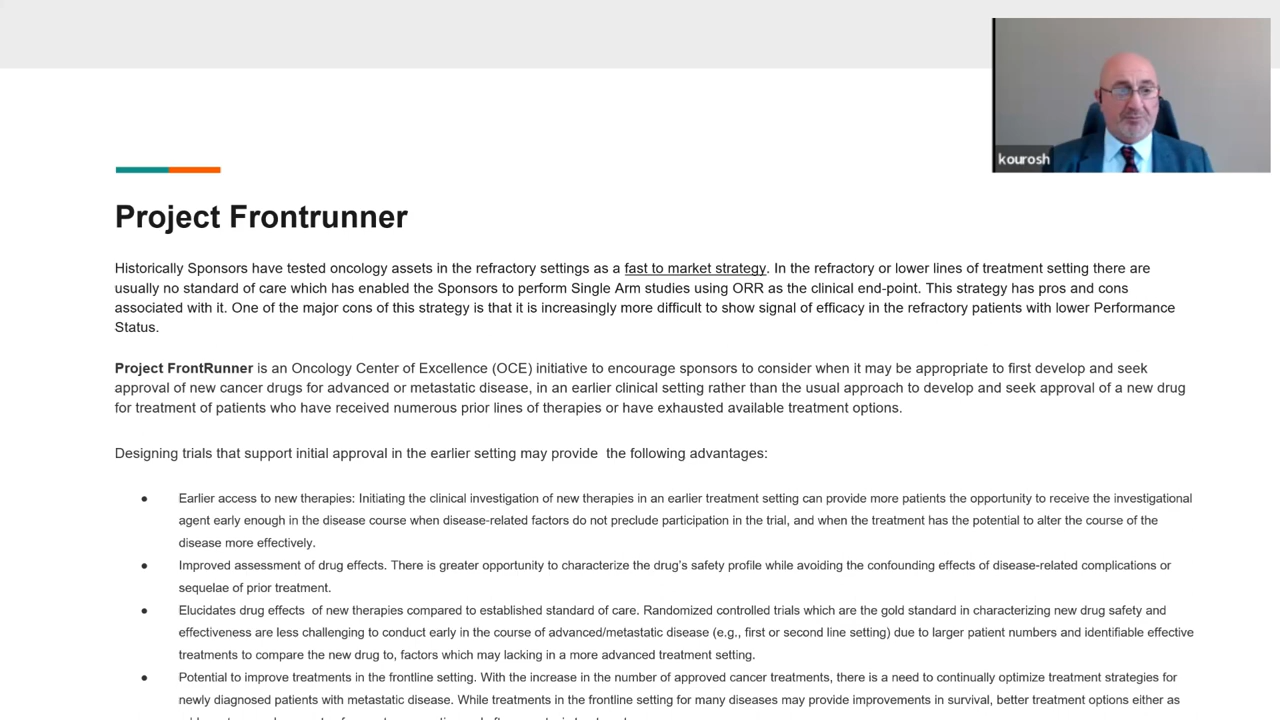 kourosh
Project Frontrunner
Historically Sponsors have tested oncology assets in the refractory settings as a fast to market strategy. In the refractory or lower lines of treatment setting there are
usually no standard of care which has enabled the Sponsors to perform Single Arm studies using ORR as the clinical end-point. This strategy has pros and cons
associated with it. One of the major cons of this strategy is that it is increasingly more difficult to show signal of efficacy in the refractory patients with lower Performance
Status.
Project FrontRunner is an Oncology Center of Excellence (OCE) initiative to encourage sponsors to consider when it may be appropriate to first develop and seek
approval of new cancer drugs for advanced or metastatic disease, in an earlier clinical setting rather than the usual approach to develop and seek approval of a new drug
for treatment of patients who have received numerous prior lines of therapies or have exhausted available treatment options.
Designing trials that support initial approval in the earlier setting may provide  the following advantages:
● Earlier access to new therapies: Initiating the clinical investigation of new therapies in an earlier treatment setting can provide more patients the opportunity to receive the investigational
agent early enough in the disease course when disease-related factors do not preclude participation in the trial, and when the treatment has the potential to alter the course of the
disease more effectively.
● Improved assessment of drug effects. There is greater opportunity to characterize the drug's safety profile while avoiding the confounding effects of disease-related complications or
sequelae of prior treatment.
● Elucidates drug effects  of new therapies compared to established standard of care. Randomized controlled trials which are the gold standard in characterizing new drug safety and
effectiveness are less challenging to conduct early in the course of advanced/metastatic disease (e.g., first or second line setting) due to larger patient numbers and identifiable effective
treatments to compare the new drug to, factors which may lacking in a more advanced treatment setting.
● Potential to improve treatments in the frontline setting. With the increase in the number of approved cancer treatments, there is a need to continually optimize treatment strategies for
newly diagnosed patients with metastatic disease. While treatments in the frontline setting for many diseases may provide improvements in survival, better treatment options either as